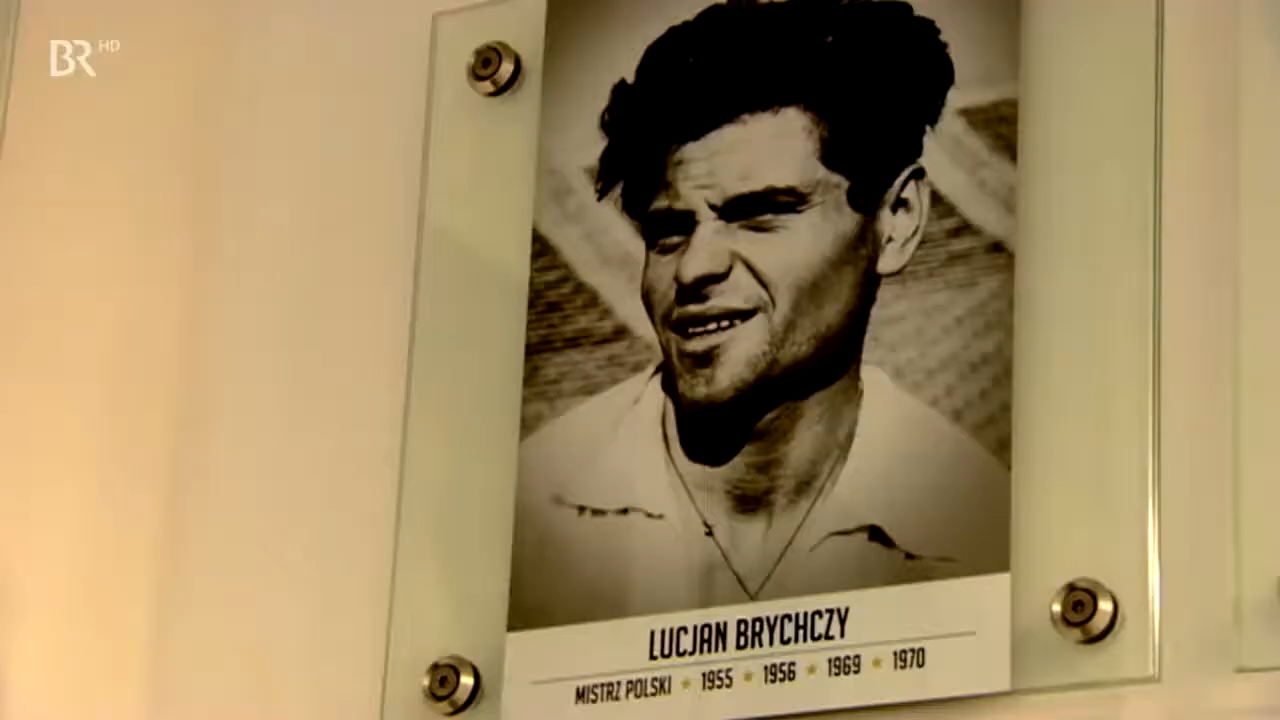 BR HD
LUCJAN BRYCHCZY
MISTRZ POLSKI ★ 1955 ★ 1956 ★ 1969 ★ 1970